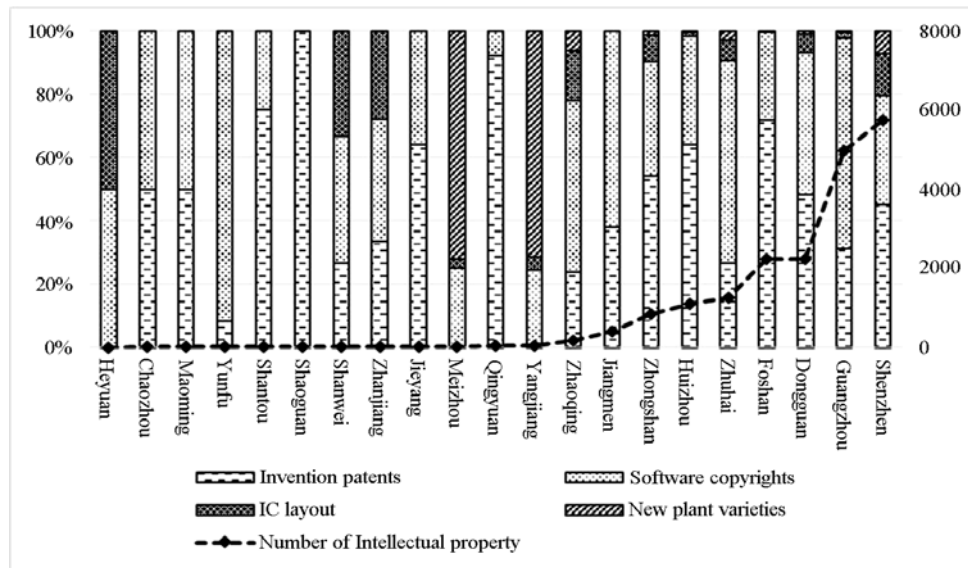 100%
80%
60%
40%
20%
0%
8000
6000
4000
2000
0
Heyuan
Chaozhou
Maoming
Yunfu
Shantou
Shaoguan
Shanwei
Zhanjiang
Jieyang
Meizhou
Qingyuan
Yangjiang
Zhaoqing
Jiangmen
Zhongshan
Huizhou
Zhuhai
Foshan
Dongguan
Guangzhou
Shenzhen
Invention patents
Software copyrights
IC layout
New plant varieties
Number of Intellectual property